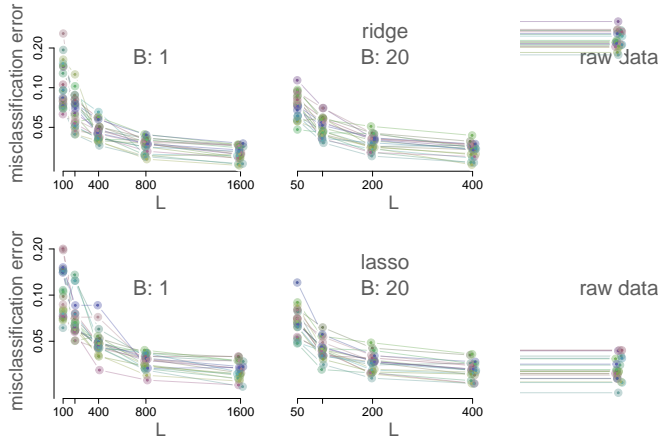 ridge
B: 1
B: 20
raw data
misclassification error
0.20
0.10
0.05
100
400
800
1600
L
50
200
400
L
lasso
B: 1
B: 20
raw data
misclassification error
0.20
0.10
0.05
100
400
800
1600
L
50
200
400
L